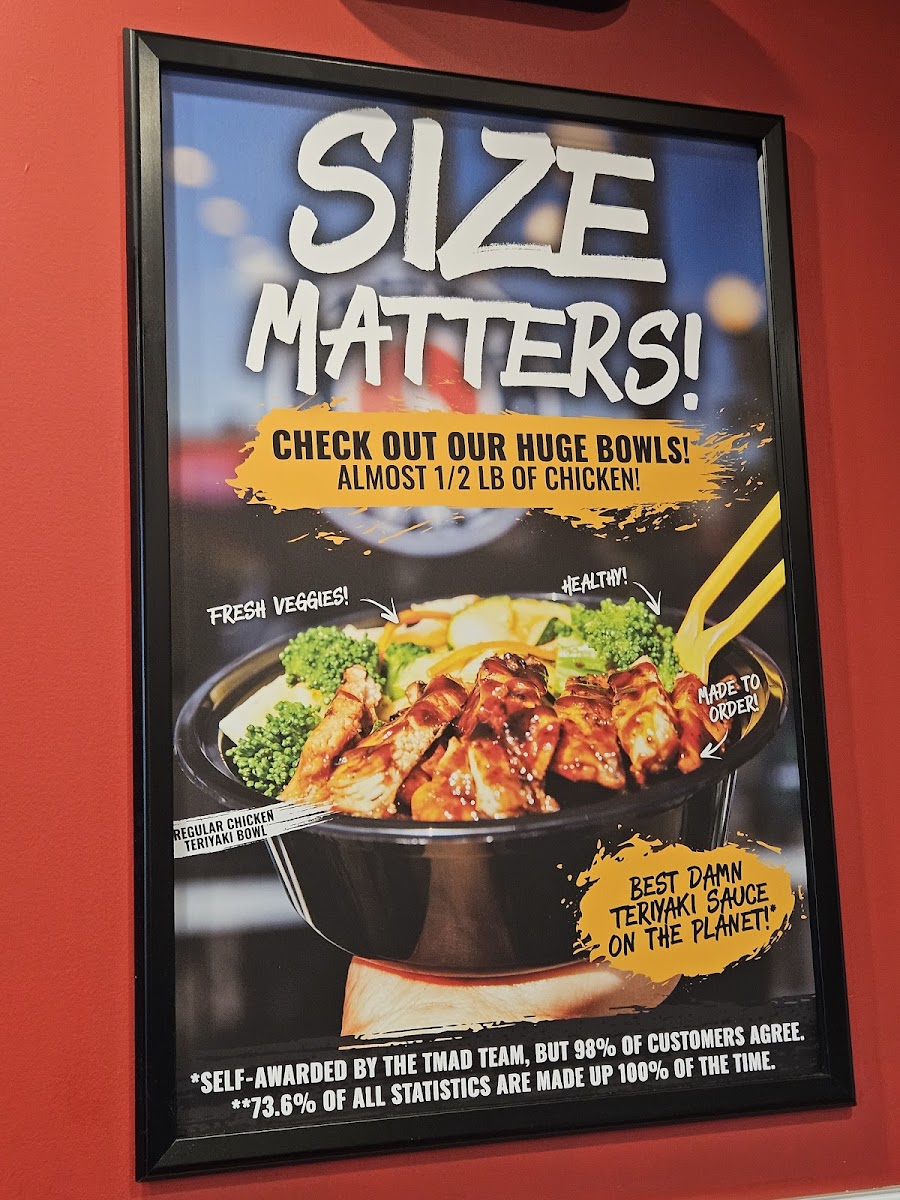 SIZE
MATTERS!
CHECK OUT OUR HUGE BOWLS!
ALMOST 1/2 LB OF CHICKEN!
FRESH VEGGIES!
HEALTHY!
MADE TO
ORDER!
REGULAR CHICKEN
TERIYAKI BOWL
BEST DAMN
TERIYAKI SAUCE
ON THE PLANET!*
*SELF-AWARDED BY THE TMAD TEAM, BUT 98% OF CUSTOMERS AGREE.
**73.6% OF ALL STATISTICS ARE MADE UP 100% OF THE TIME.